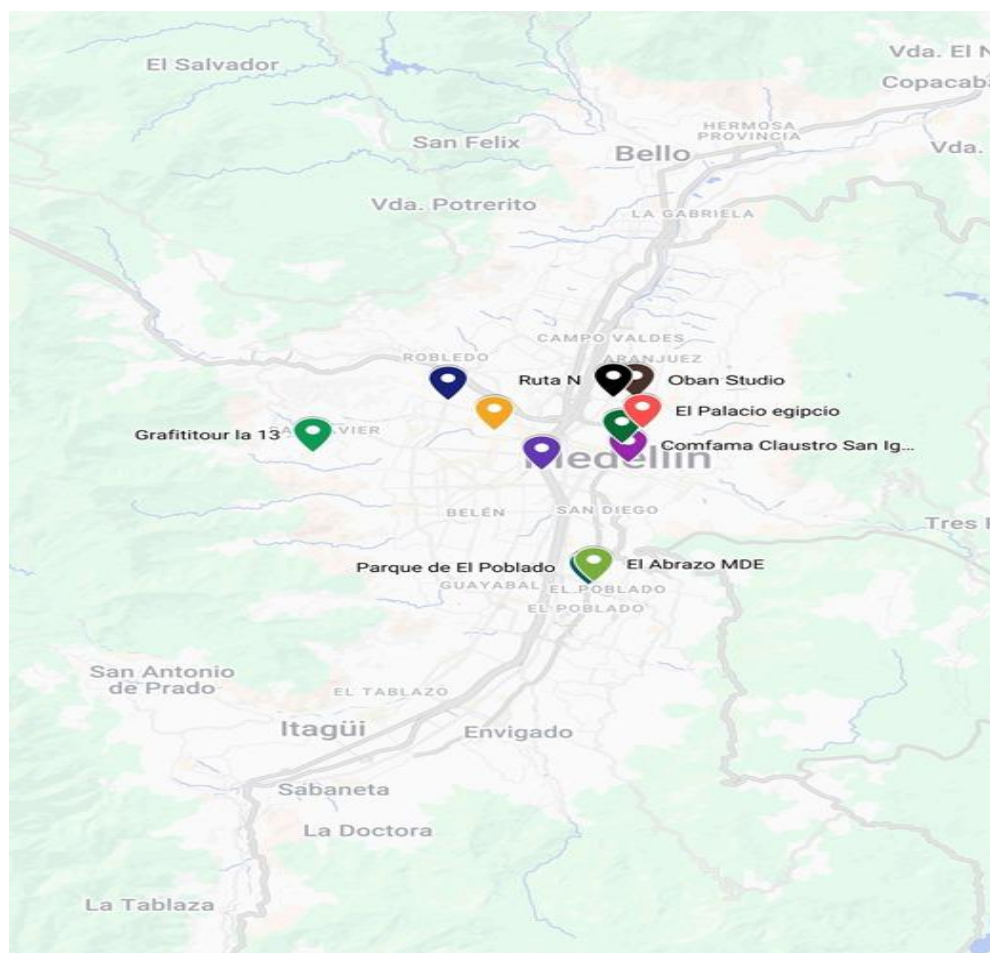 Vda. El N
El Salvador
Copacaba
HERMOSA
PROVINCIA
San Felix
Bello
Vda.
Vda. Potrerito
LA GABRIELA
CAMPO VALDES
ROBLEDO
ARANJUEZ
Ruta N
Oban Studio
El Palacio egipcio
Grafititour la 13
VIER
Comfama Claustro San Ig...
Medellín
BELÉN
SAN DIEGO
Tres
Parque de El Poblado
El Abrazo MDE
GUAYABAL
EL POBLADO
EL POBLADO
San Antonio
de Prado
EL TABLAZO
Itagüi
Envigado
Sabaneta
La Doctora
La Tablaza